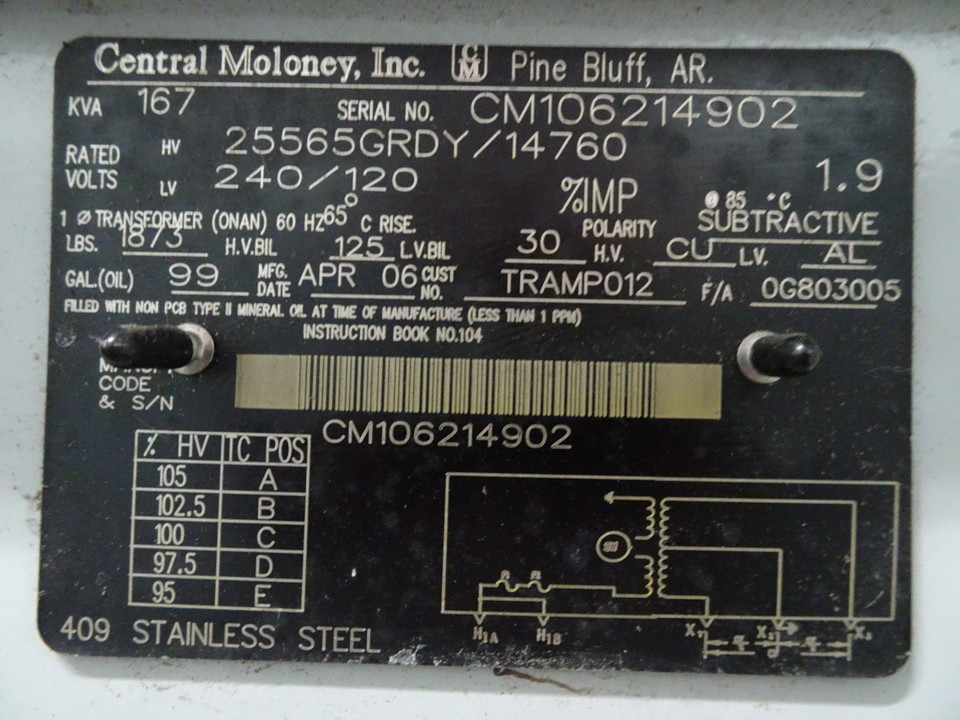 Central Moloney, Inc. CM Pine Bluff, AR.
KVA 167 SERIAL NO. CM106214902
RATED VOLTS HV 25565GRDY/14760
LV 240/120 %IMP @ 85 °C 1.9
1 Ø TRANSFORMER (ONAN) 60 HZ 65° C RISE. POLARITY SUBTRACTIVE
LBS. 1873 H.V.BIL 125 L.V.BIL 30 H.V. CU L.V. AL
GAL.(OIL) 99 MFG. DATE APR 06 CUST NO. TRAMP012 F/A 0G803005
FILLED WITH NON PCB TYPE II MINERAL OIL AT TIME OF MANUFACTURE (LESS THAN 1 PPM)
INSTRUCTION BOOK NO.104
CODE
& S/N
CM106214902
% HV TC POS
105 A
102.5 B
100 C
97.5 D
95 E
SW
H1A H1B X1 X2 X3
409 STAINLESS STEEL